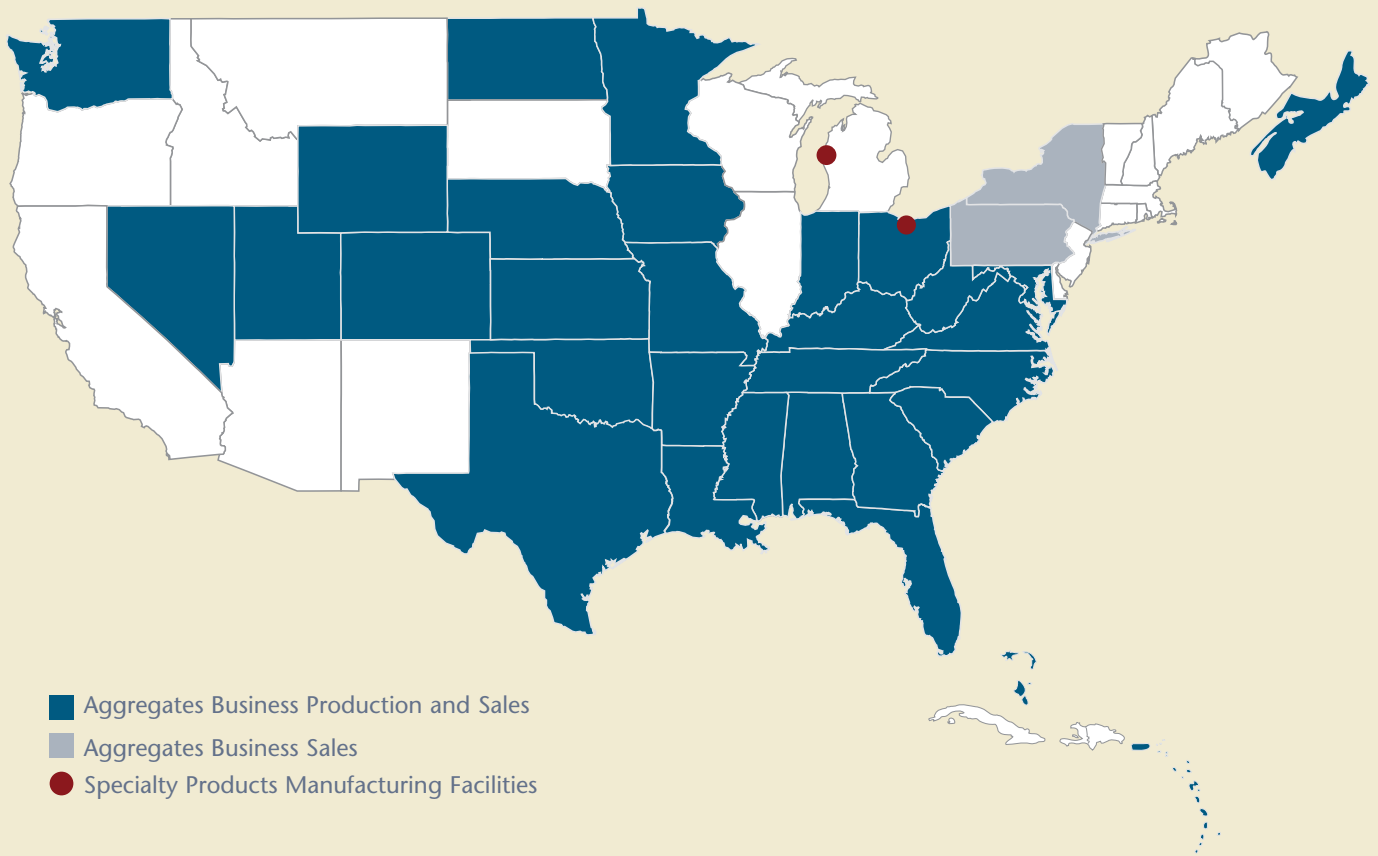 Aggregates Business Production and Sales
Aggregates Business Sales
Specialty Products Manufacturing Facilities